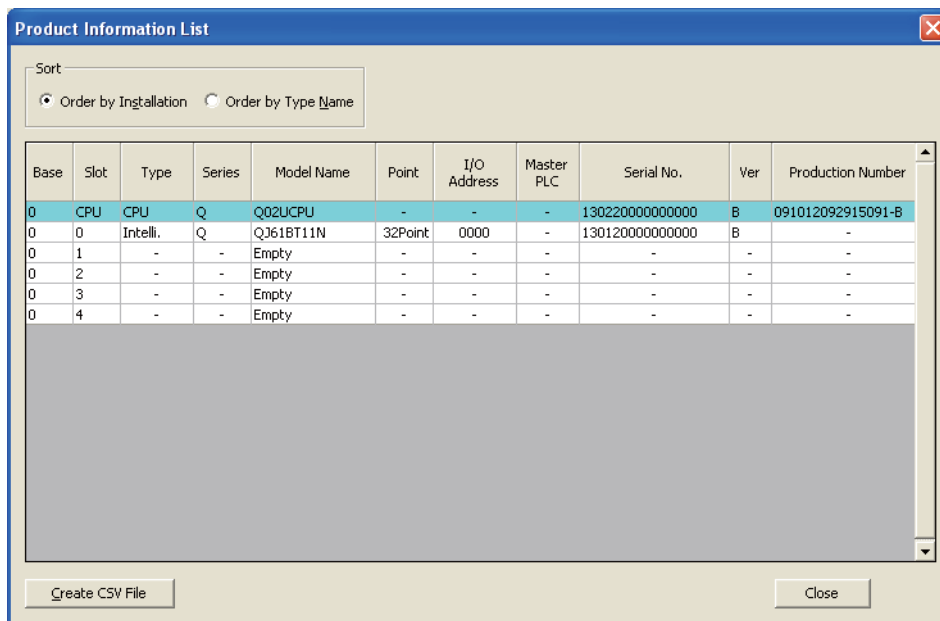 Product Information List
Sort
Order by Installation Order by Type Name
Base Slot Type Series Model Name Point I/O Address Master PLC Serial No. Ver Production Number
0 CPU CPU Q Q02UCPU - - - 130220000000000 B 091012092915091-B
0 0 Intelli. Q QJ61BT11N 32Point 0000 - 130120000000000 B -
0 1 - - Empty - - - - - -
0 2 - - Empty - - - - - -
0 3 - - Empty - - - - - -
0 4 - - Empty - - - - - -
Create CSV File Close